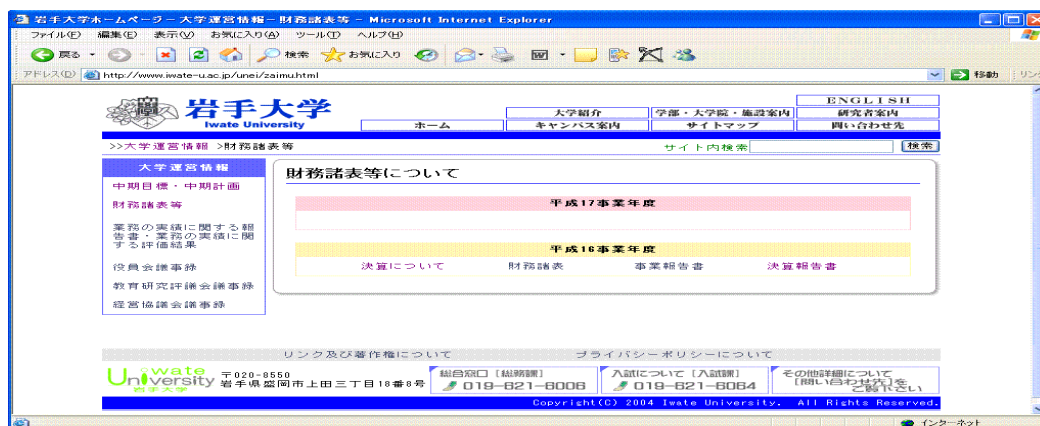 岩手大学ホームページ－大学運営情報－財務諸表等 - Microsoft Internet Explorer
ファイル(F) 編集(E) 表示(V) お気に入り(A) ツール(T) ヘルプ(H)
戻る 検索 お気に入り
アドレス(D) http://www.iwate-u.ac.jp/unei/zaimu.html 移動 リンク
岩手大学
Iwate University
ENGLISH
大学紹介 学部・大学院・施設案内 研究者案内
ホーム キャンパス案内 サイトマップ 問い合わせ先
>>大学運営情報 >財務諸表等 サイト内検索 検索
大学運営情報
中期目標・中期計画
財務諸表等
業務の実績に関する報
告書・業務の実績に関
する評価結果
役員会議事録
教育研究評議会議事録
経営協議会議事録
財務諸表等について
平成17事業年度
平成16事業年度
決算について 財務諸表 事業報告書 決算報告書
リンク及び著作権について プライバシーポリシーについて
Iwate University
岩手大学
〒020-8550
岩手県盛岡市上田三丁目18番8号
総合窓口［総務課］
019-621-6006
入試について［入試課］
019-621-6064
その他詳細について
[問い合わせ先]を
ご覧下さい
Copyright(C) 2004 Iwate University. All Rights Reserved.
インターネット